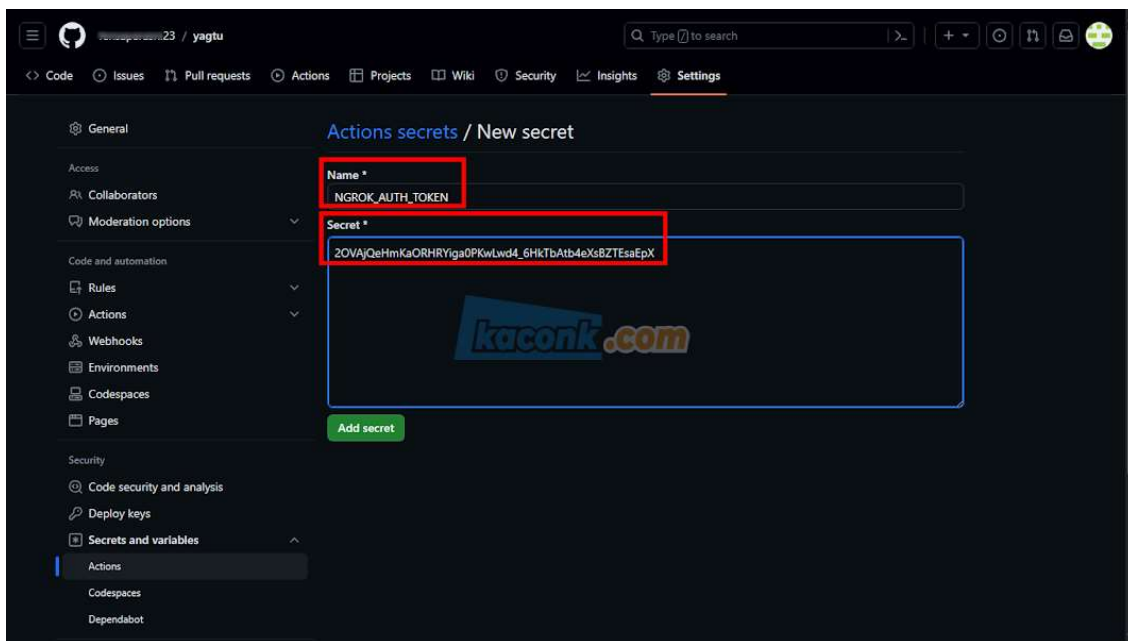 23 / yagtu
Type / to search
Code Issues Pull requests Actions Projects Wiki Security Insights Settings
General
Access
Collaborators
Moderation options
Code and automation
Rules
Actions
Webhooks
Environments
Codespaces
Pages
Security
Code security and analysis
Deploy keys
Secrets and variables
Actions
Codespaces
Dependabot
Actions secrets / New secret
Name *
NGROK_AUTH_TOKEN
Secret *
2OVAjQeHmKaORHRYiga0PKwLwd4_6HkTbAtb4eXsBZTEsaEpX
kaconk.com
Add secret